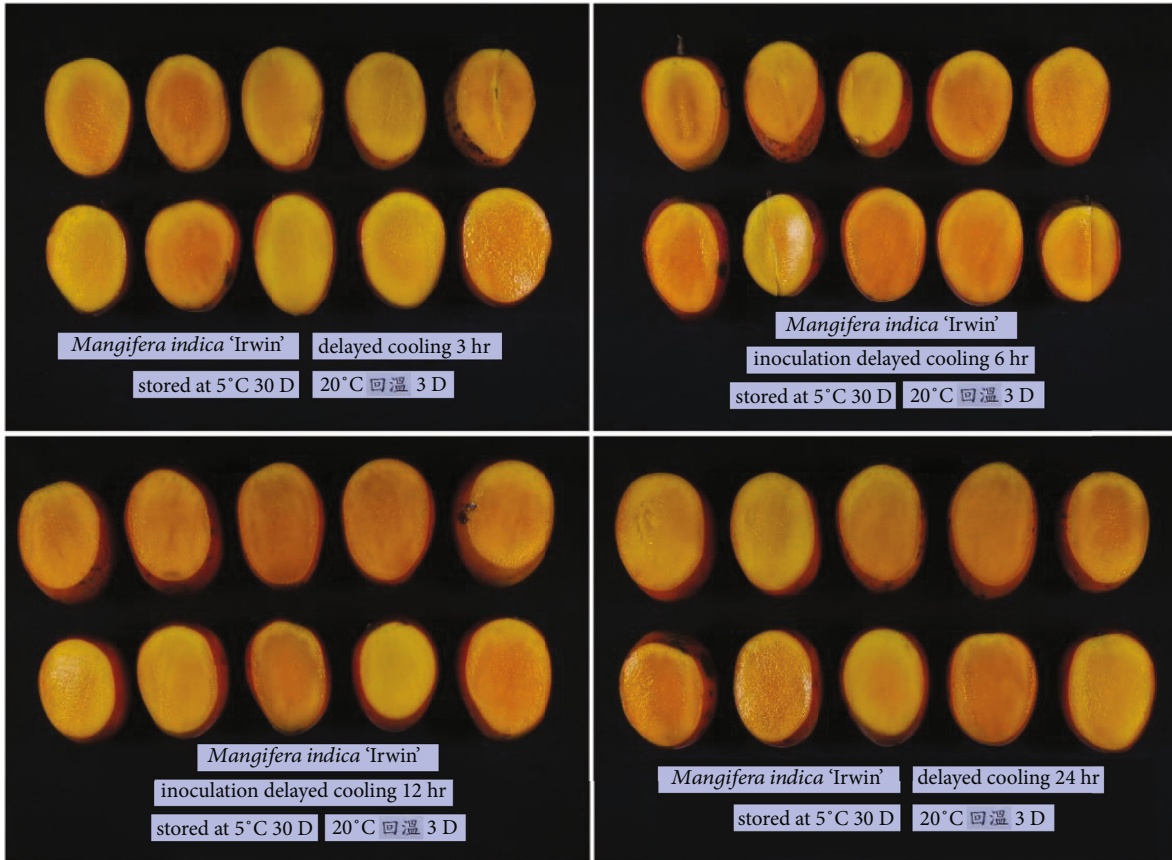 Mangifera indica 'Irwin' delayed cooling 3 hr
stored at 5˚C 30 D 20˚C 回溫 3 D
Mangifera indica 'Irwin'
inoculation delayed cooling 6 hr
stored at 5˚C 30 D 20˚C 回溫 3 D
Mangifera indica 'Irwin'
inoculation delayed cooling 12 hr
stored at 5˚C 30 D 20˚C 回溫 3 D
Mangifera indica 'Irwin' delayed cooling 24 hr
stored at 5˚C 30 D 20˚C 回溫 3 D